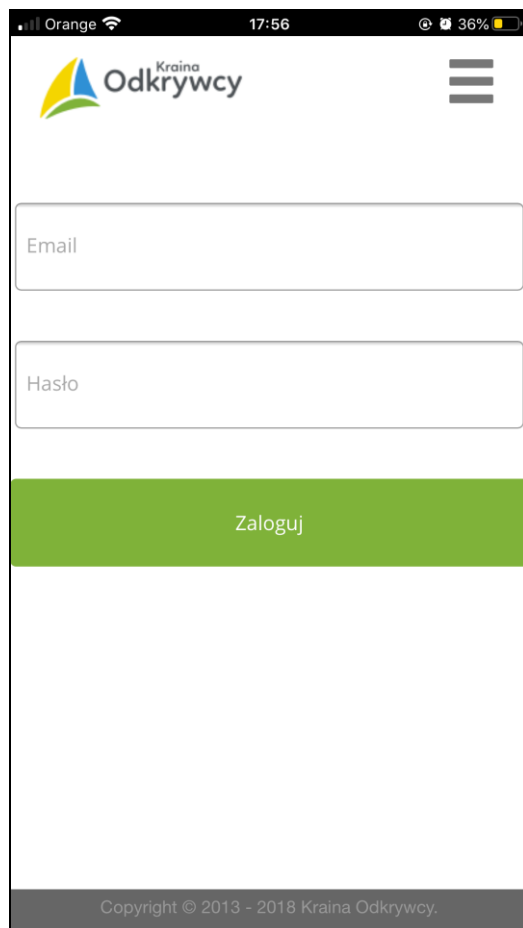 Orange 17:56 36%
Kraina
Odkrywcy
Email
Hasło
Zaloguj
Copyright © 2013 - 2018 Kraina Odkrywcy.